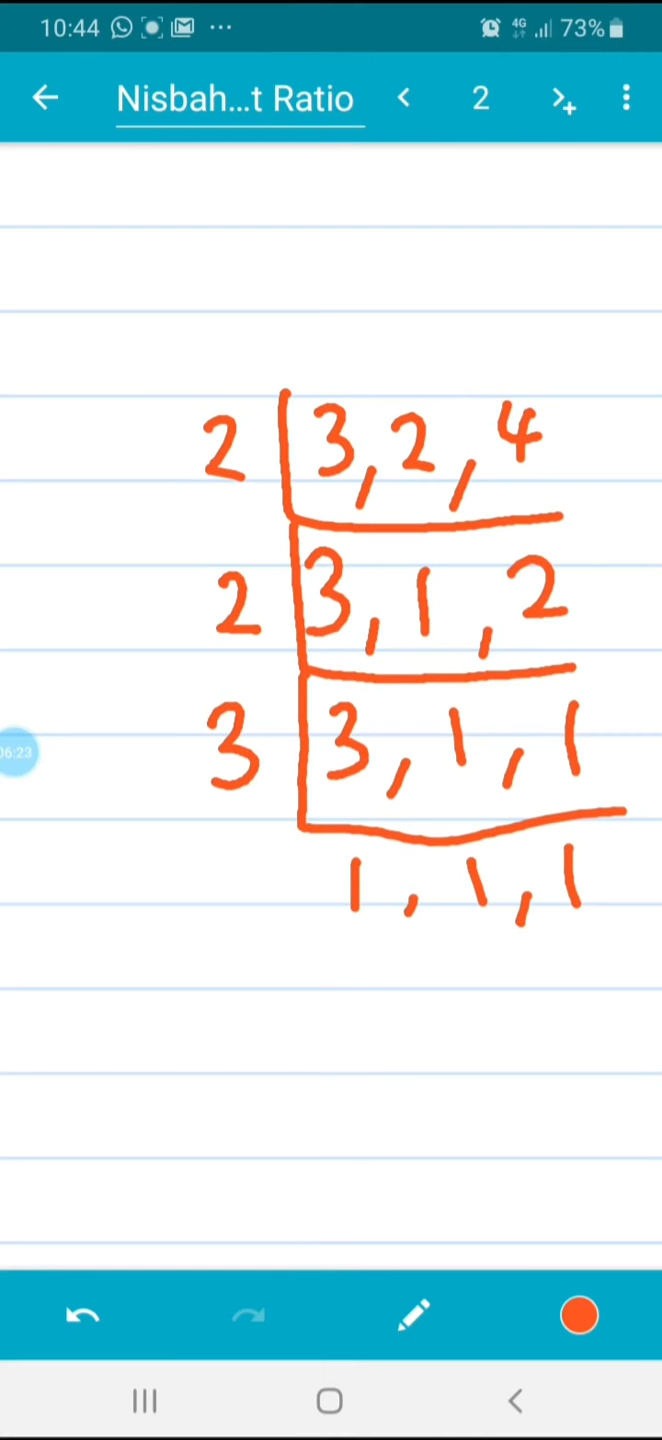 10:44 ... 4G 73%
Nisbah...t Ratio < 2 >+
2 3, 2, 4
2 3, 1, 2
3 3, 1, 1
06:23
1, 1, 1